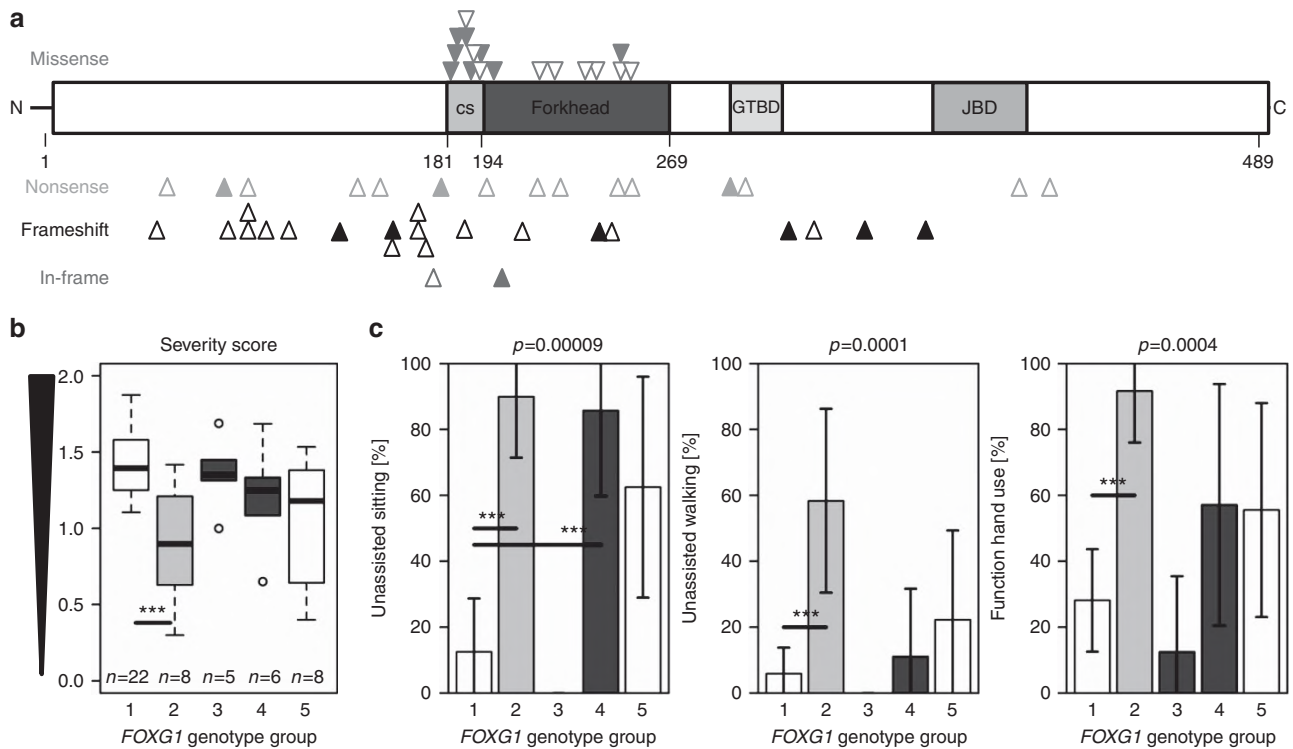 a
Missense
N
cs
Forkhead
GTBD
JBD
C
1
181
194
269
489
Nonsense
Frameshift
In-frame
b
Severity score
2.0
1.5
1.0
0.5
0.0
***
n=22 n=8 n=5 n=6 n=8
1 2 3 4 5
FOXG1 genotype group
c
p=0.00009
Unassisted sitting [%]
100
80
60
40
20
0
***
***
1 2 3 4 5
FOXG1 genotype group
p=0.0001
Unassisted walking [%]
100
80
60
40
20
0
***
1 2 3 4 5
FOXG1 genotype group
p=0.0004
Function hand use [%]
100
80
60
40
20
0
***
1 2 3 4 5
FOXG1 genotype group